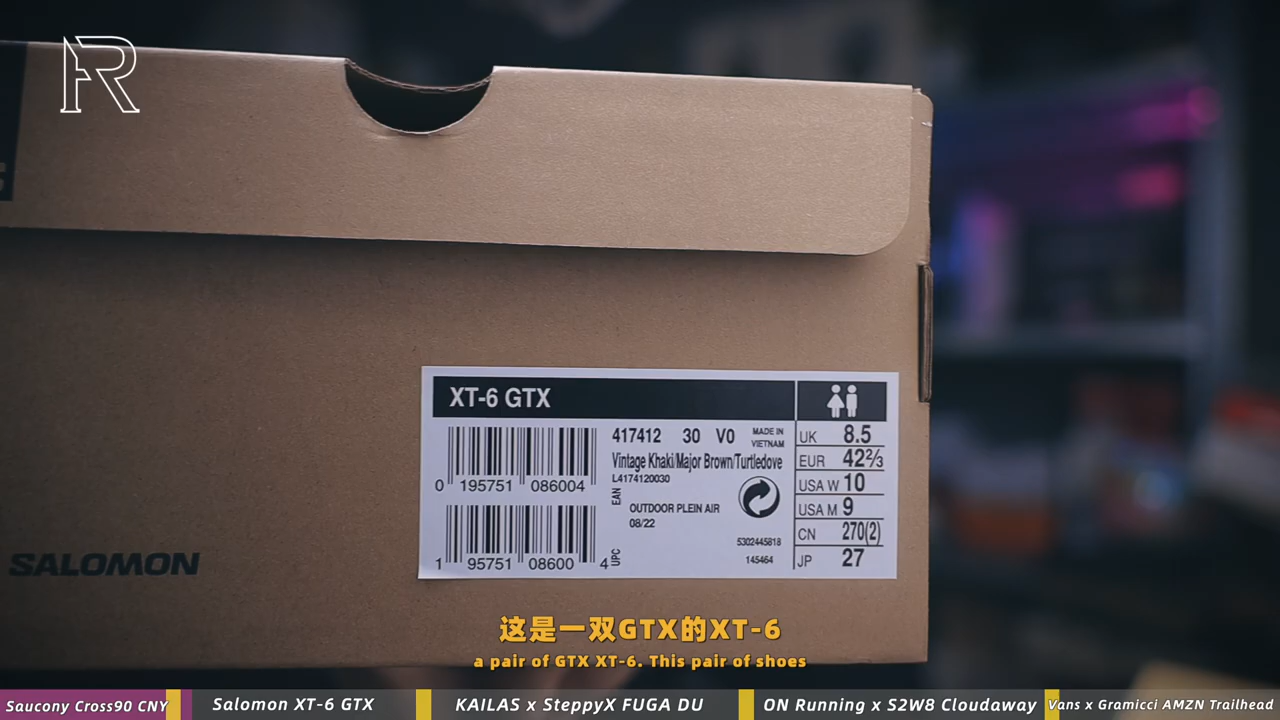 R
XT-6 GTX
417412 30 V0 MADE IN VIETNAM
Vintage Khaki/Major Brown/Turtledove
L4174120030
0 195751 086004
EAN
OUTDOOR PLEIN AIR
08/22
5302445818
145464
1 95751 08600 4
UPC
UK 8.5
EUR 42⅔
USA W 10
USA M 9
CN 270(2)
JP 27
SALOMON
这是一双GTX的XT-6
a pair of GTX XT-6. This pair of shoes
Saucony Cross90 CNY
Salomon XT-6 GTX
KAILAS x SteppyX FUGA DU
ON Running x S2W8 Cloudaway
Vans x Gramicci AMZN Trailhead